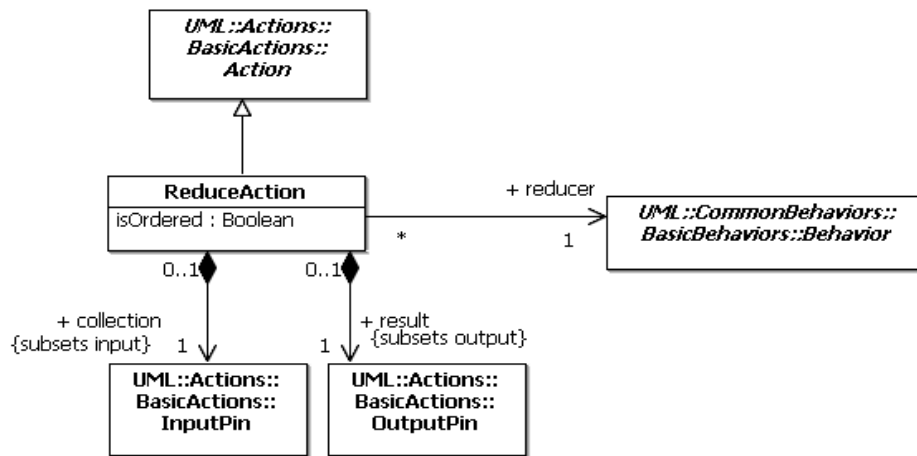 UML::Actions::
BasicActions::
Action
ReduceAction
isOrdered : Boolean
+ reducer
*
1
UML::CommonBehaviors::
BasicBehaviors::Behavior
0..1
0..1
+ collection
{subsets input}
1
+ result
{subsets output}
1
UML::Actions::
BasicActions::
InputPin
UML::Actions::
BasicActions::
OutputPin